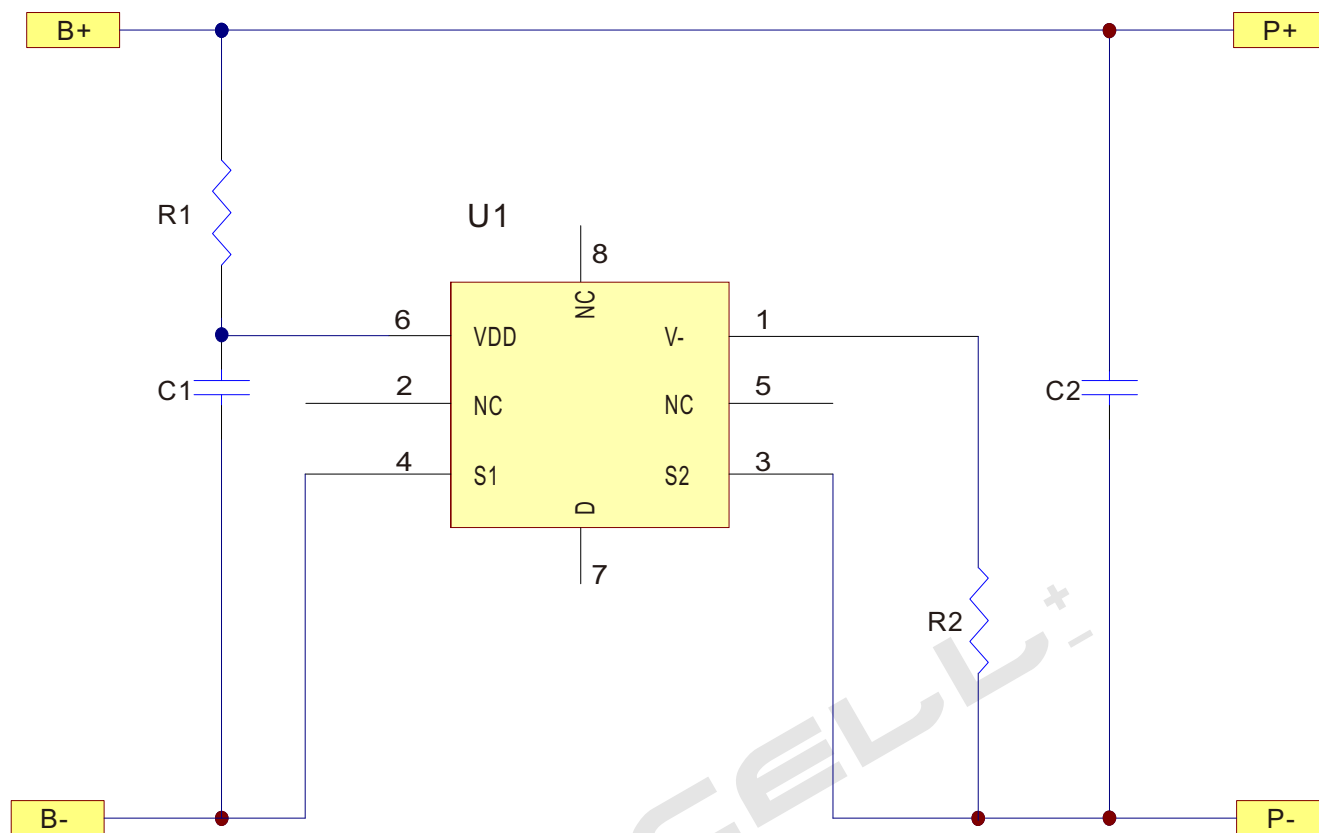 B+ P+
R1
U1
8
NC
6 VDD V- 1
C1 2 NC NC 5 C2
4 S1 S2 3
D
7
R2
CELL+-
B- P-